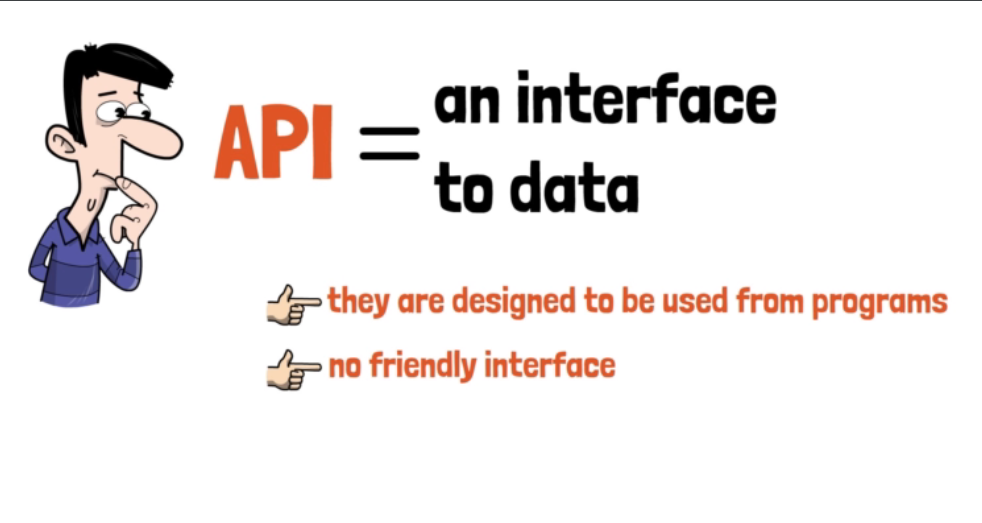 API = an interface
to data
they are designed to be used from programs
no friendly interface